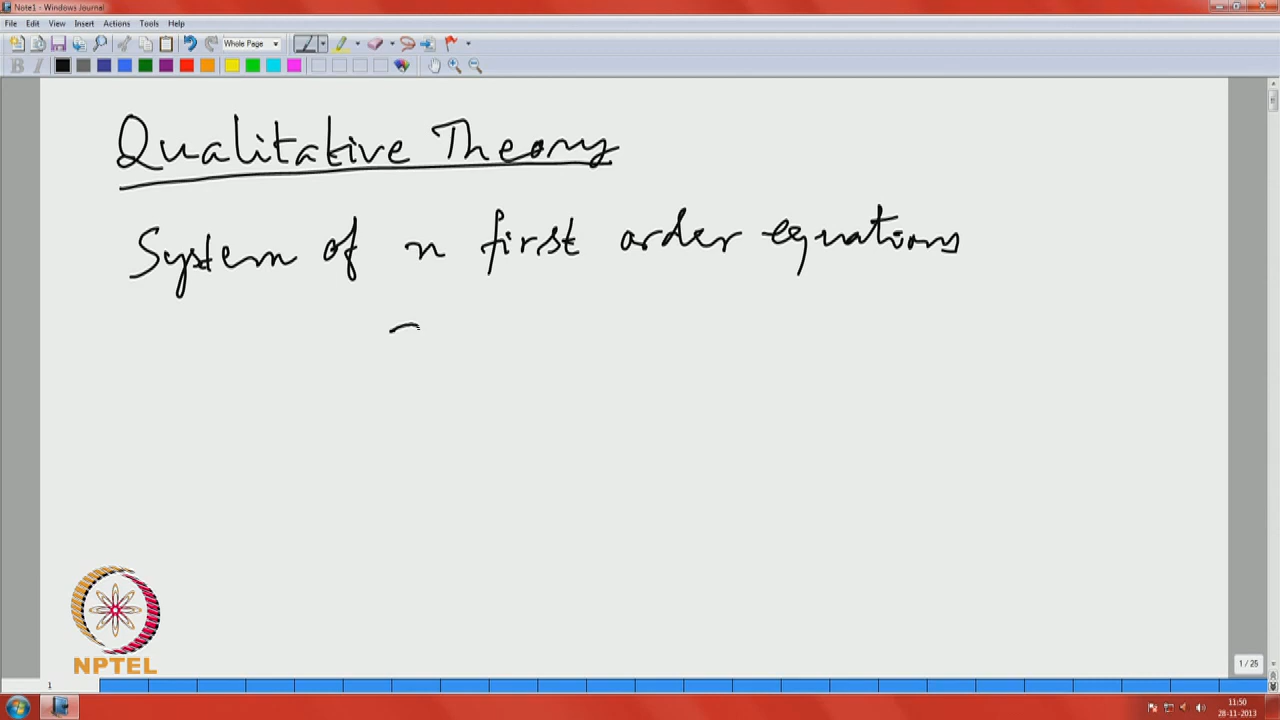 Note1 - Windows Journal
File Edit View Insert Actions Tools Help
Whole Page
B I
Qualitative Theory
System of n first order equations
NPTEL
1 / 25
1
11:50
28-11-2013